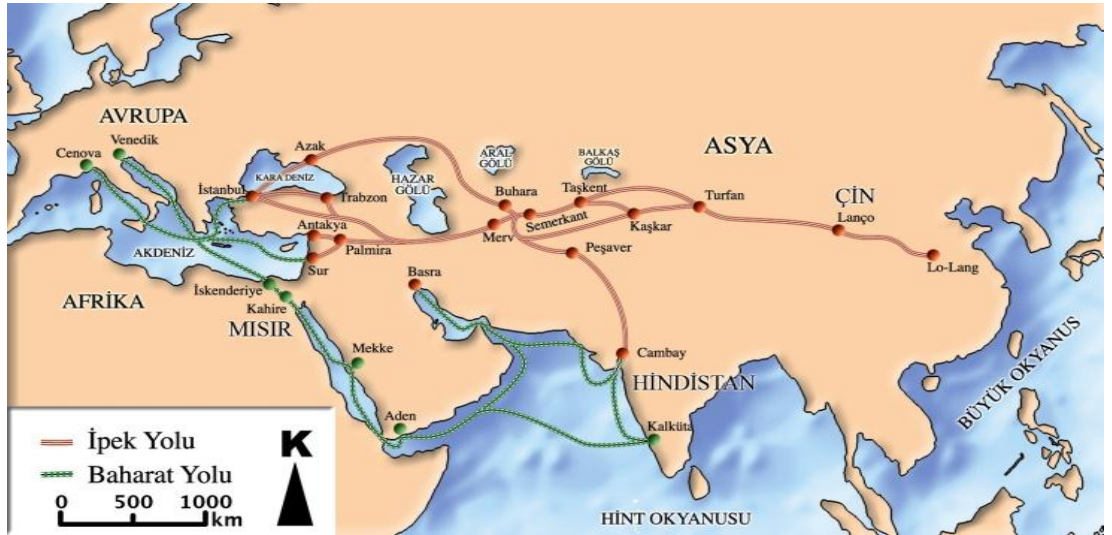 AVRUPA
ASYA
Venedik
Cenova
Azak
KARA DENİZ
İstanbul
Trabzon
HAZAR
GÖLÜ
ARAL
GÖLÜ
BALKAŞ
GÖLÜ
Buhara
Taşkent
Turfan
ÇİN
Lanço
Semerkant
Kaşkar
Antakya
Merv
AKDENİZ
Palmira
Sur
Peşaver
Lo-Lang
Basra
AFRİKA
İskenderiye
Kahire
MISIR
Mekke
Cambay
HİNDİSTAN
Aden
Kalküta
BÜYÜK OKYANUS
HİNT OKYANUSU
İpek Yolu
Baharat Yolu
K
0 500 1000
km